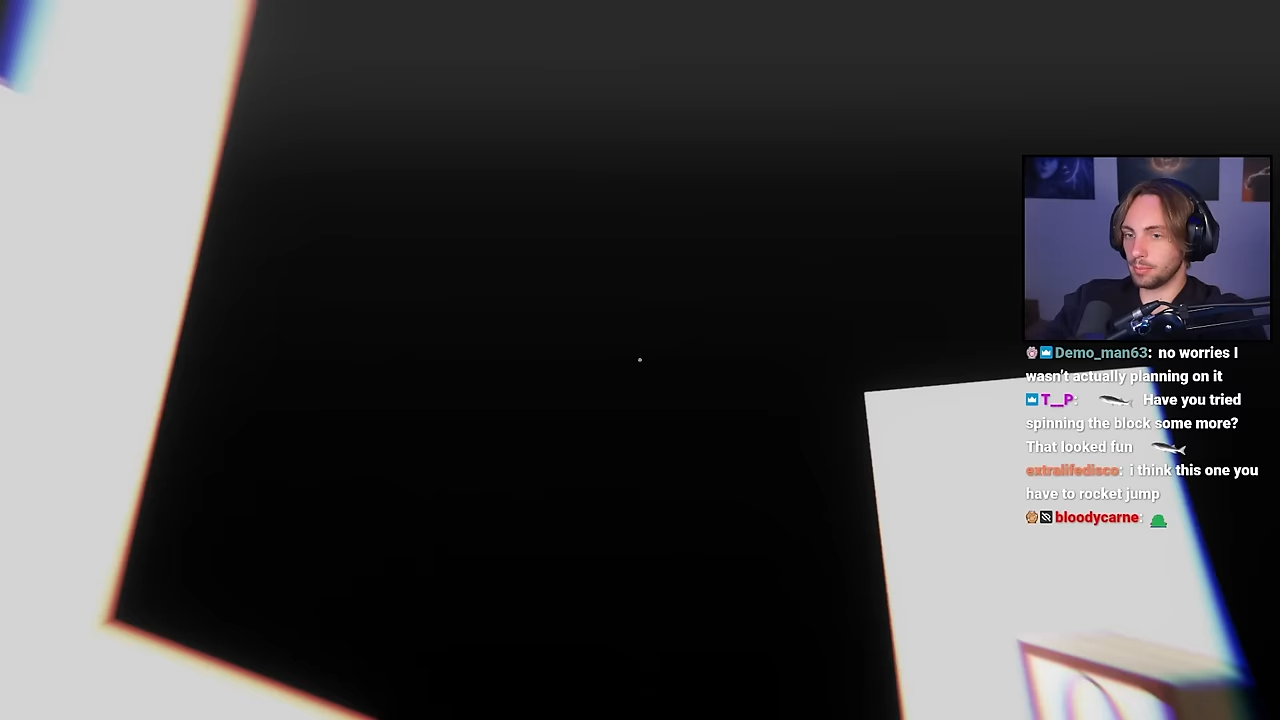 Demo_man63: no worries I
wasn't actually planning on it
T__P: Have you tried
spinning the block some more?
That looked fun
extralifedisco: i think this one you
have to rocket jump
bloodycarne: